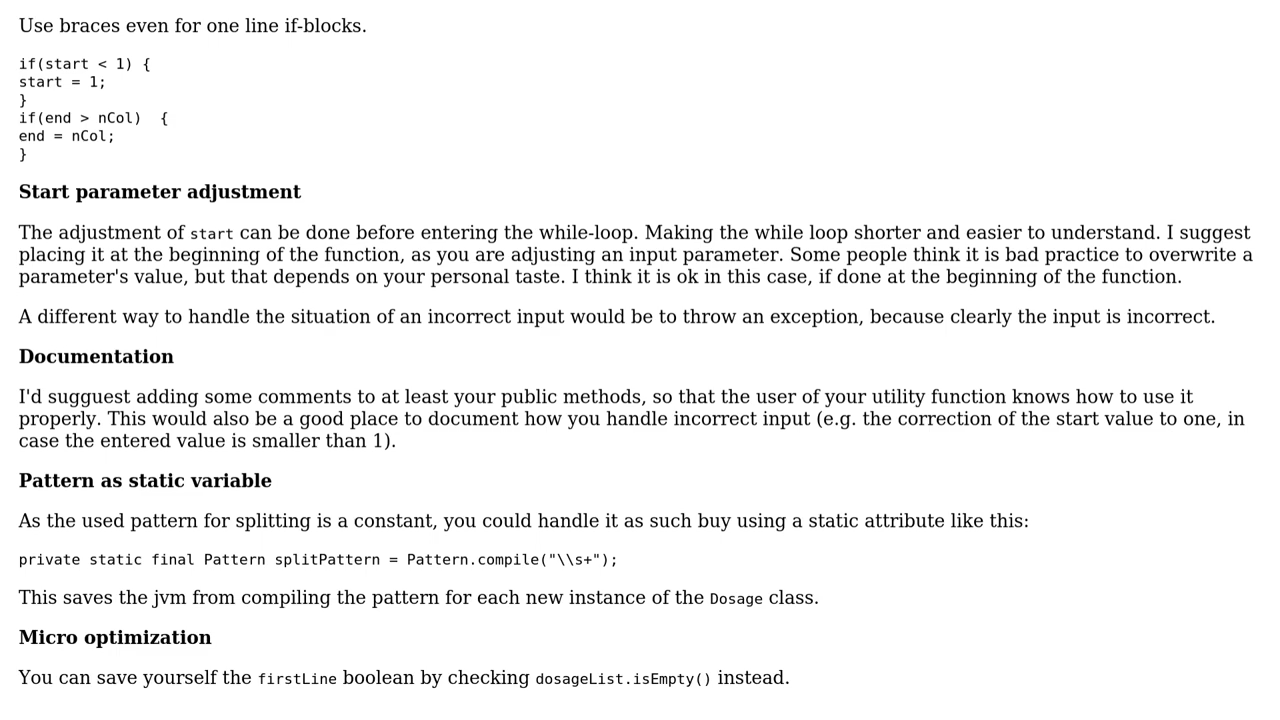 Use braces even for one line if-blocks.
if(start < 1) {
start = 1;
}
if(end > nCol)  {
end = nCol;
}
Start parameter adjustment
The adjustment of start can be done before entering the while-loop. Making the while loop shorter and easier to understand. I suggest
placing it at the beginning of the function, as you are adjusting an input parameter. Some people think it is bad practice to overwrite a
parameter's value, but that depends on your personal taste. I think it is ok in this case, if done at the beginning of the function.
A different way to handle the situation of an incorrect input would be to throw an exception, because clearly the input is incorrect.
Documentation
I'd sugguest adding some comments to at least your public methods, so that the user of your utility function knows how to use it
properly. This would also be a good place to document how you handle incorrect input (e.g. the correction of the start value to one, in
case the entered value is smaller than 1).
Pattern as static variable
As the used pattern for splitting is a constant, you could handle it as such buy using a static attribute like this:
private static final Pattern splitPattern = Pattern.compile("\\s+");
This saves the jvm from compiling the pattern for each new instance of the Dosage class.
Micro optimization
You can save yourself the firstLine boolean by checking dosageList.isEmpty() instead.